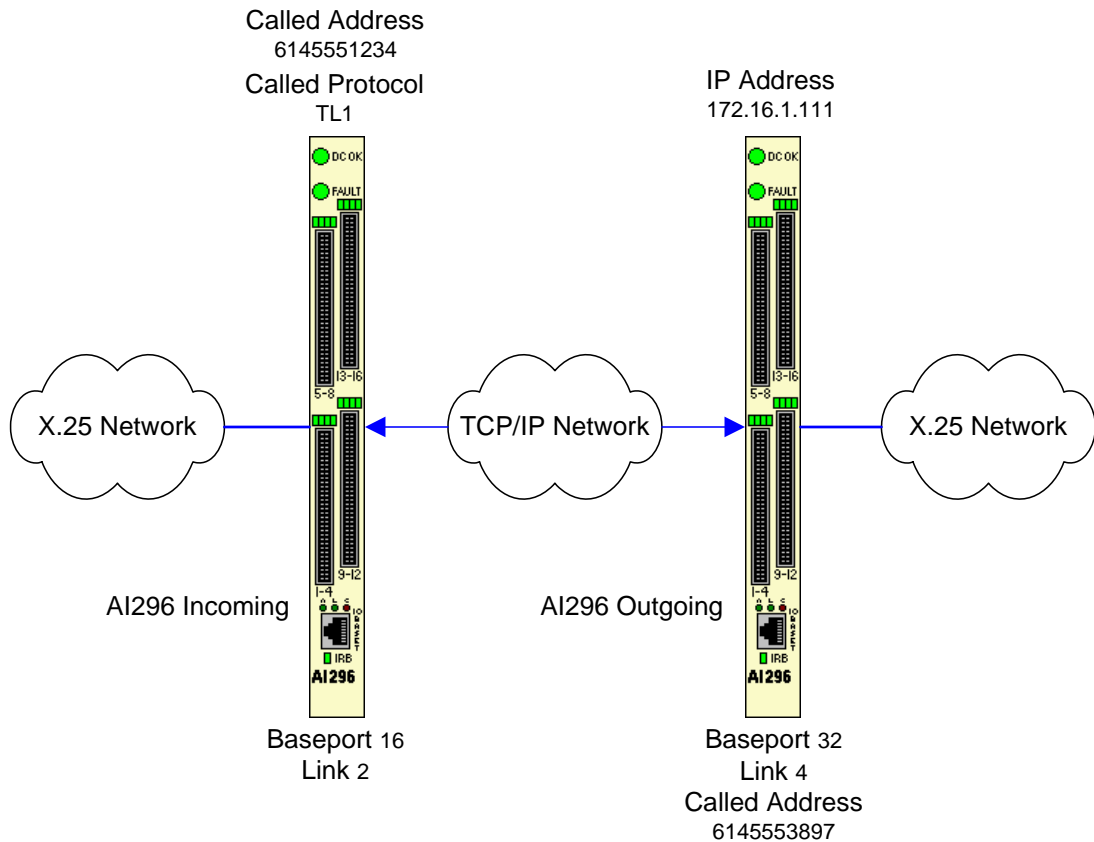 Called Address
6145551234
Called Protocol
TL1
IP Address
172.16.1.111
DC OK
FAULT
5-8
13-16
1-4
9-12
A L C
10BASET
IRB
AI296
DC OK
FAULT
5-8
13-16
1-4
9-12
A L C
10BASET
IRB
AI296
X.25 Network
TCP/IP Network
X.25 Network
AI296 Incoming
AI296 Outgoing
Baseport 16
Link 2
Baseport 32
Link 4
Called Address
6145553897